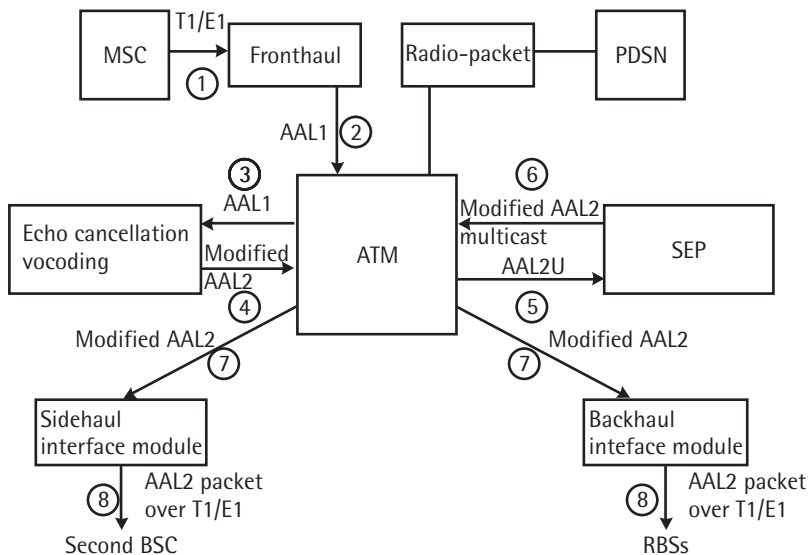 T1/E1
MSC
Fronthaul
Radio-packet
PDSN
1
AAL1
2
3
AAL1
6
Modified AAL2
multicast
Echo cancellation
vocoding
Modified
AAL2
ATM
SEP
AAL2U
4
5
Modified AAL2
7
Modified AAL2
7
Sidehaul
interface module
Backhaul
inteface module
8
AAL2 packet
over T1/E1
8
AAL2 packet
over T1/E1
Second BSC
RBSs